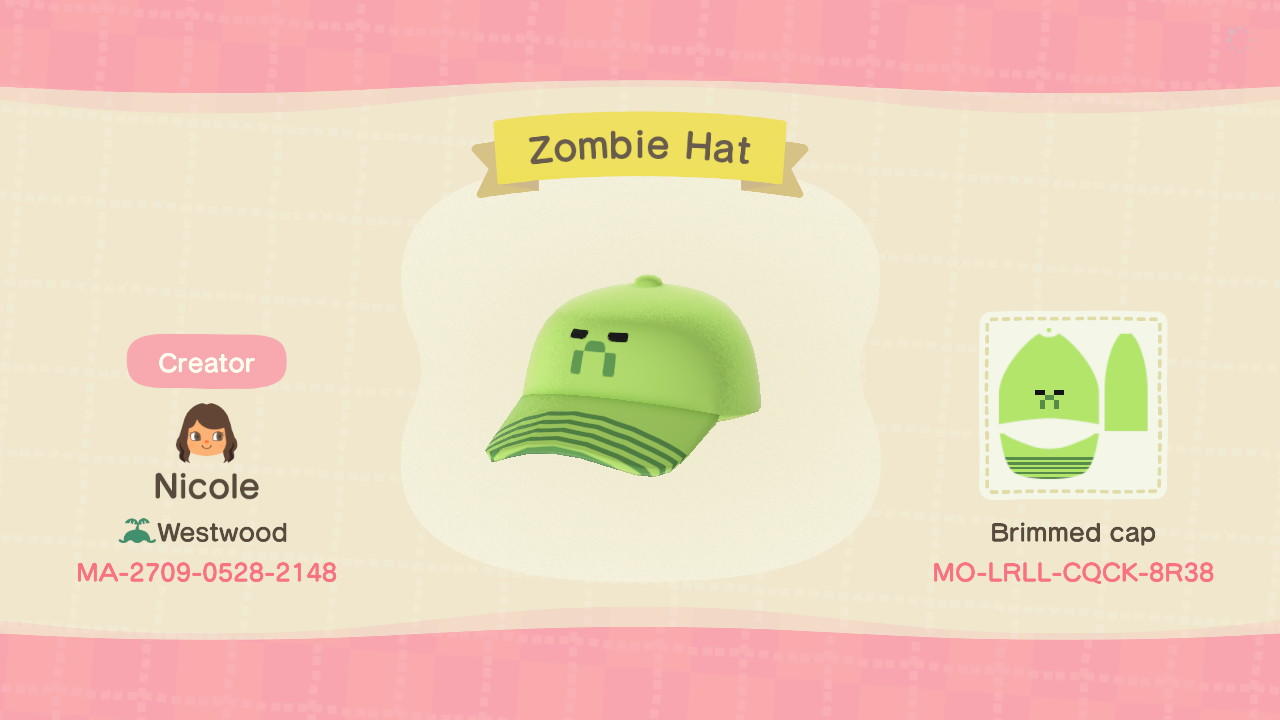 Zombie Hat
Creator
Nicole
Westwood
MA-2709-0528-2148
Brimmed cap
MO-LRLL-CQCK-8R38